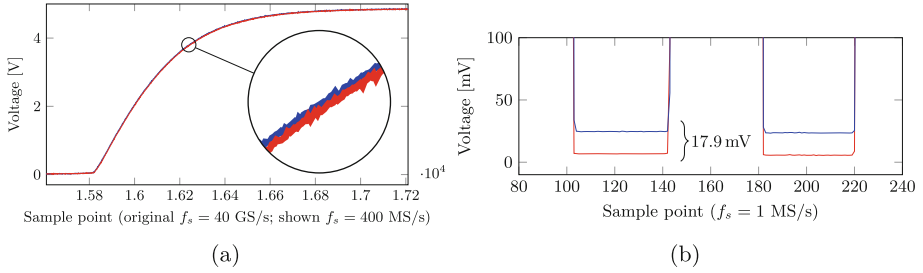 Voltage [V]
4
2
0
1.58 1.6 1.62 1.64 1.66 1.68 1.7 1.72
·10⁴
Sample point (original fₛ = 40 GS/s; shown fₛ = 400 MS/s)
(a)
Voltage [mV]
100
50
0
17.9 mV
80 100 120 140 160 180 200 220 240
Sample point (fₛ = 1 MS/s)
(b)